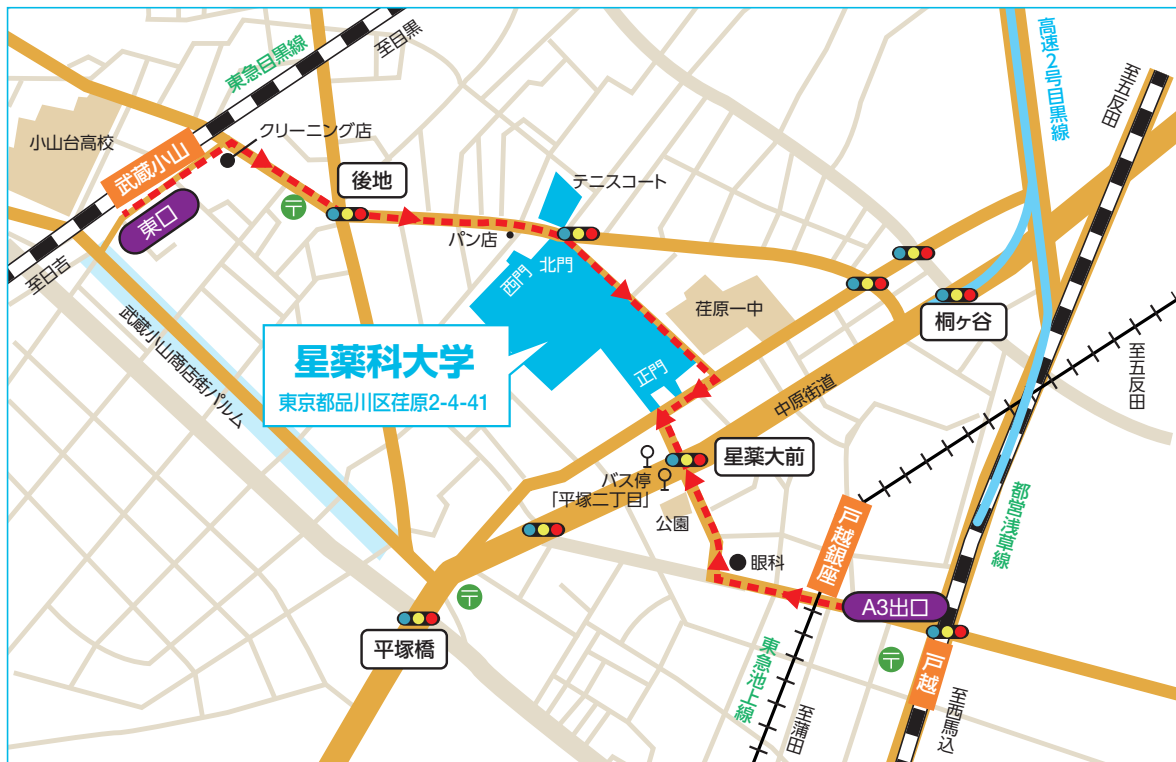 至目黒
東急目黒線
高速2号目黒線
至五反田
クリーニング店
小山台高校
武蔵小山
東口
後地
〒
テニスコート
パン店
北門
西門
至日吉
荏原一中
桐ヶ谷
武蔵小山商店街パルム
星薬科大学
東京都品川区荏原2-4-41
正門
中原街道
至五反田
星薬大前
バス停
「平塚二丁目」
公園
戸越銀座
都営浅草線
眼科
A3出口
〒
平塚橋
東急池上線
〒
戸越
至蒲田
至西馬込